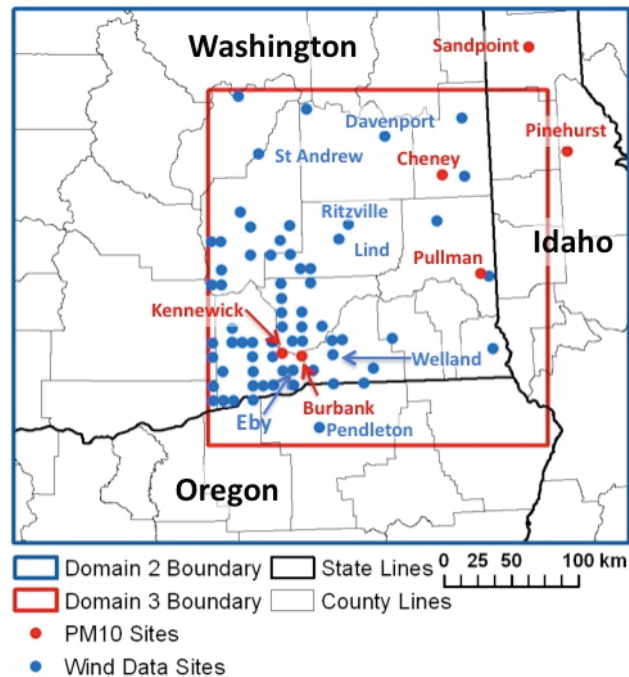 Washington
Sandpoint
Davenport
Pinehurst
St Andrew
Cheney
Ritzville
Lind
Idaho
Pullman
Kennewick
Welland
Burbank
Eby
Pendleton
Oregon
Domain 2 Boundary
State Lines
0 25 50 100 km
Domain 3 Boundary
County Lines
PM10 Sites
Wind Data Sites